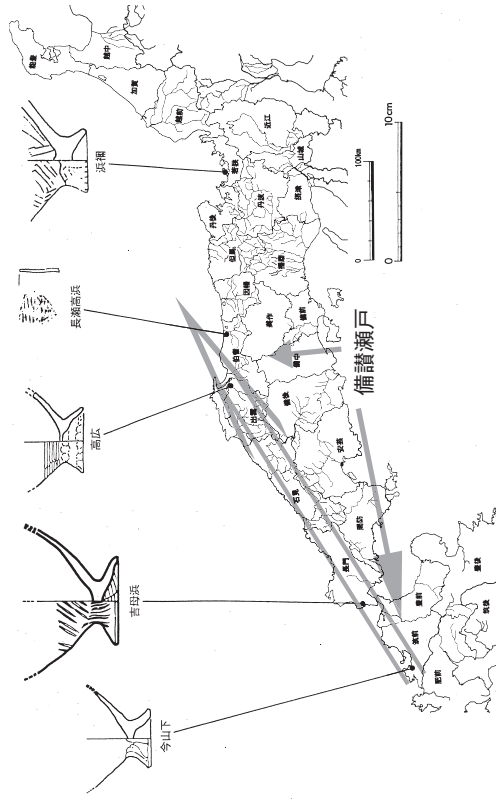 今山下
吉母浜
高広
長瀬高浜
浜禰
能登
越中
加賀
越前
近江
若狭
山城
丹後
丹波
摂津
但馬
播磨
因幡
美作
備前
伯耆
備中
出雲
備後
石見
安芸
周防
長門
筑前
豊前
豊後
筑後
肥前
備讃瀬戸
0
100km
0
10cm